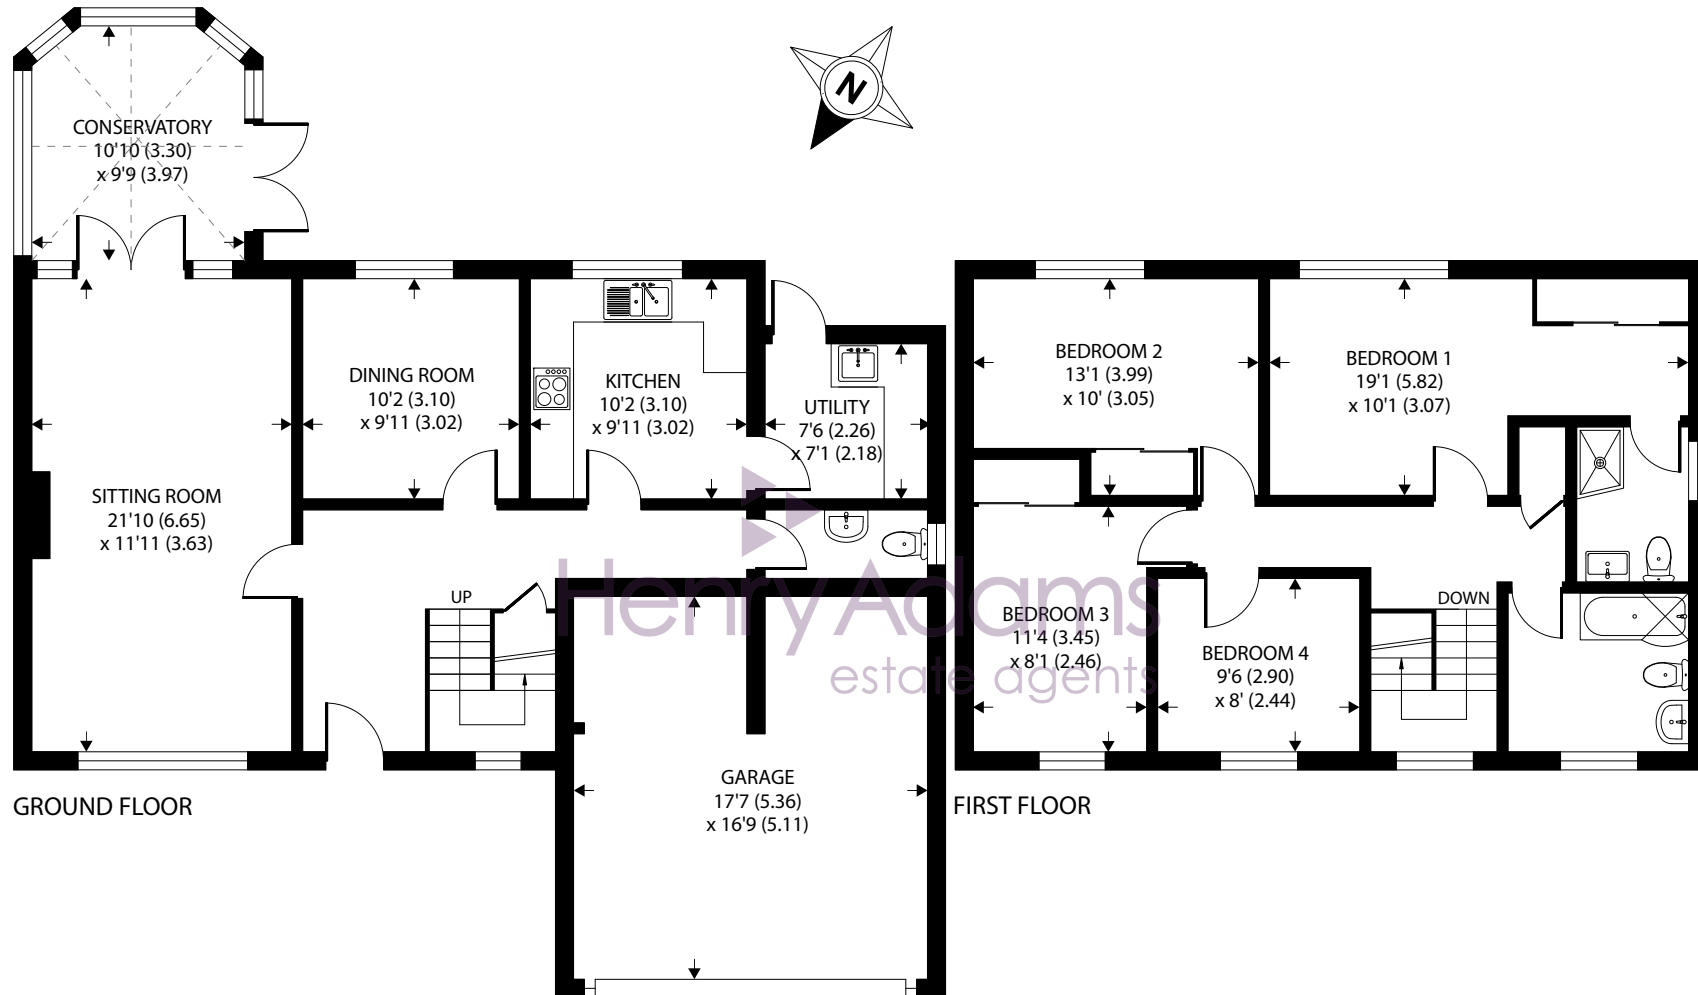 N
CONSERVATORY
10'10 (3.30)
x 9'9 (3.97)
DINING ROOM
10'2 (3.10)
x 9'11 (3.02)
KITCHEN
10'2 (3.10)
x 9'11 (3.02)
UTILITY
7'6 (2.26)
x 7'1 (2.18)
SITTING ROOM
21'10 (6.65)
x 11'11 (3.63)
UP
GARAGE
17'7 (5.36)
x 16'9 (5.11)
GROUND FLOOR
BEDROOM 2
13'1 (3.99)
x 10' (3.05)
BEDROOM 1
19'1 (5.82)
x 10'1 (3.07)
BEDROOM 3
11'4 (3.45)
x 8'1 (2.46)
BEDROOM 4
9'6 (2.90)
x 8' (2.44)
DOWN
FIRST FLOOR
Henry Adams
estate agents